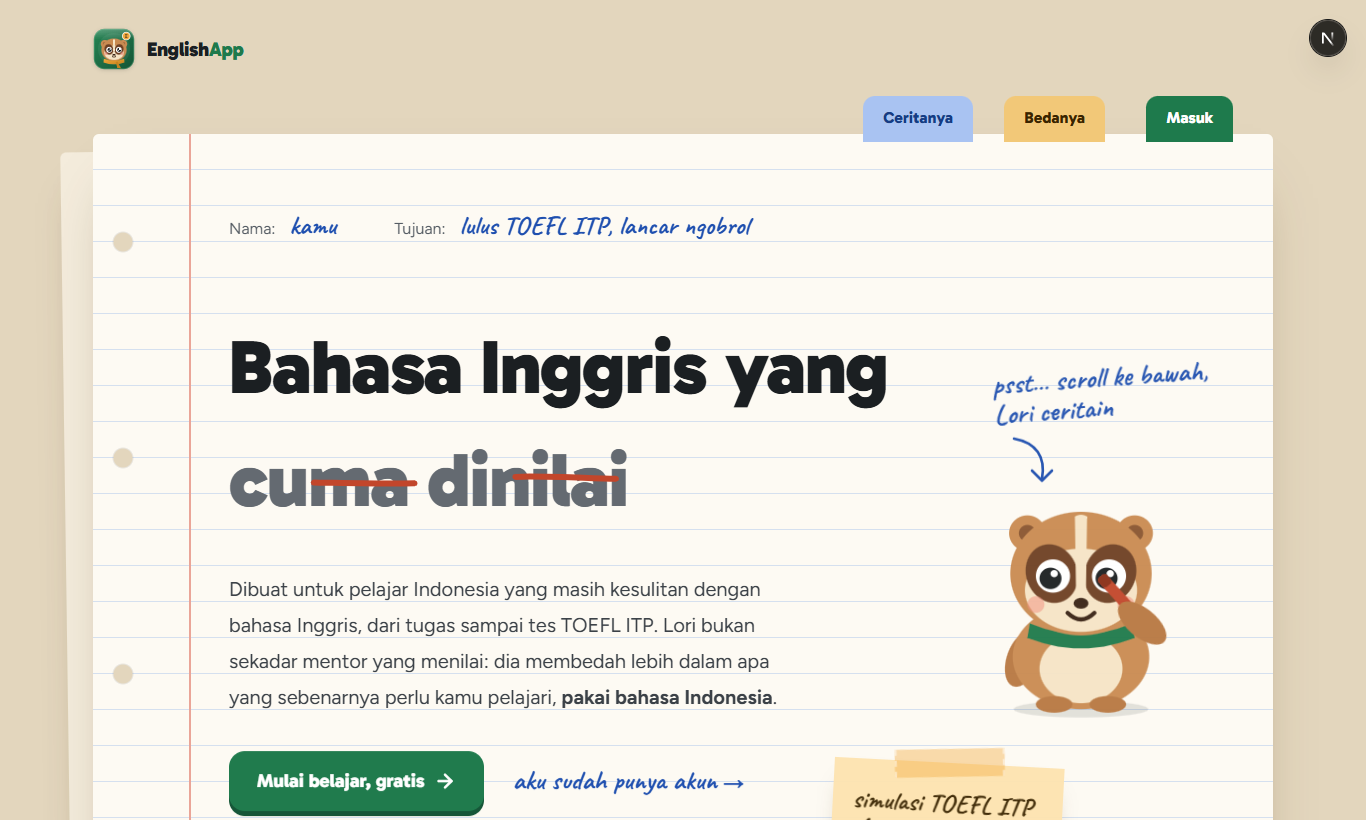 EnglishApp
N
Ceritanya
Bedanya
Masuk
Nama: kamu Tujuan: lulus TOEFL ITP, lancar ngobrol
Bahasa Inggris yang
cuma dinilai
psst... scroll ke bawah,
Lori ceritain
Dibuat untuk pelajar Indonesia yang masih kesulitan dengan
bahasa Inggris, dari tugas sampai tes TOEFL ITP. Lori bukan
sekadar mentor yang menilai: dia membedah lebih dalam apa
yang sebenarnya perlu kamu pelajari, pakai bahasa Indonesia.
Mulai belajar, gratis →
aku sudah punya akun →
simulasi TOEFL ITP